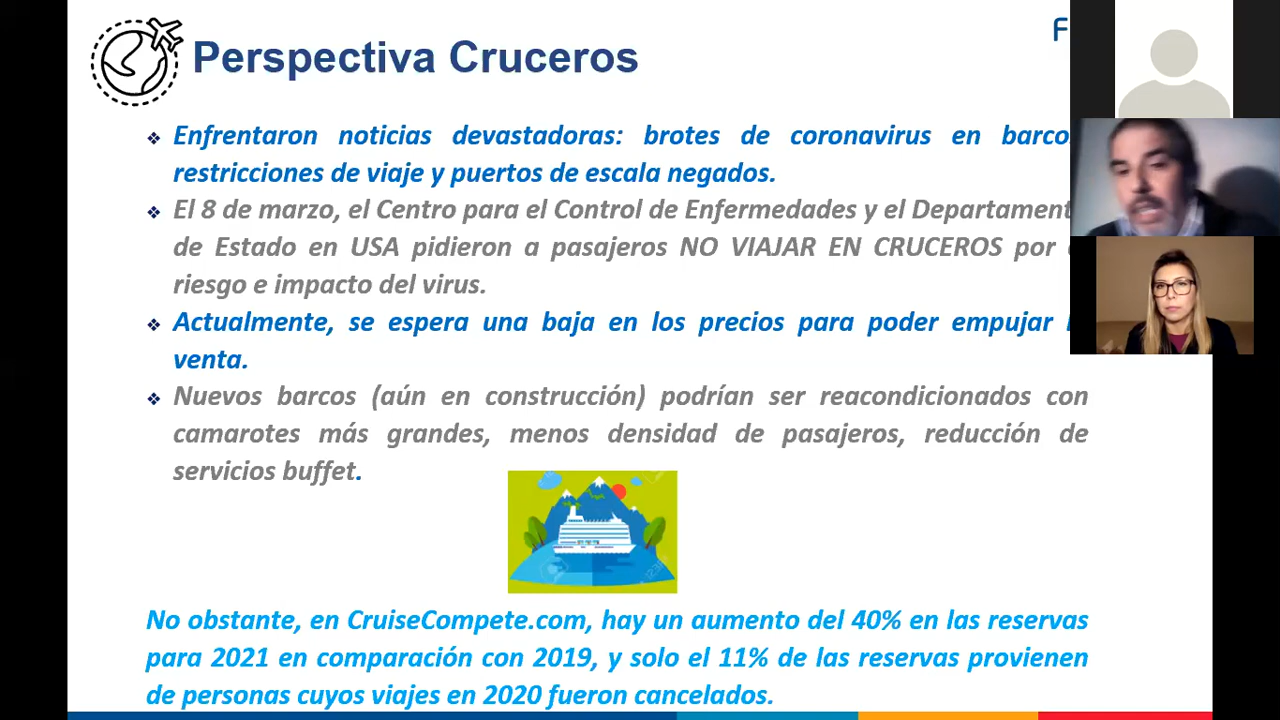 Perspectiva Cruceros
F
Enfrentaron noticias devastadoras: brotes de coronavirus en
restricciones de viaje y puertos de escala negados.
El 8 de marzo, el Centro para el Control de Enfermedades y el
de Estado en USA pidieron a pasajeros NO VIAJAR EN CRUCEROS por
riesgo e impacto del virus.
Actualmente, se espera una baja en los precios para poder empujar
venta.
Nuevos barcos (aún en construcción) podrían ser reacondicionados con
camarotes más grandes, menos densidad de pasajeros, reducción de
servicios buffet.
No obstante, en CruiseCompete.com, hay un aumento del 40% en las reservas
para 2021 en comparación con 2019, y solo el 11% de las reservas provienen
de personas cuyos viajes en 2020 fueron cancelados.